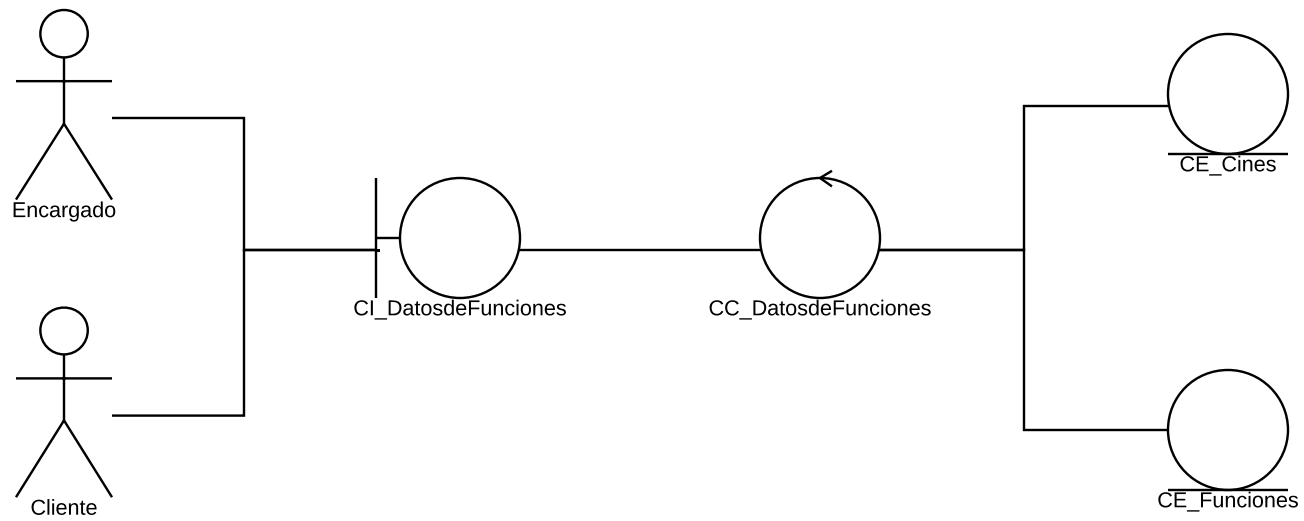 CE_Cines
Encargado
CI_DatosdeFunciones
CC_DatosdeFunciones
Cliente
CE_Funciones